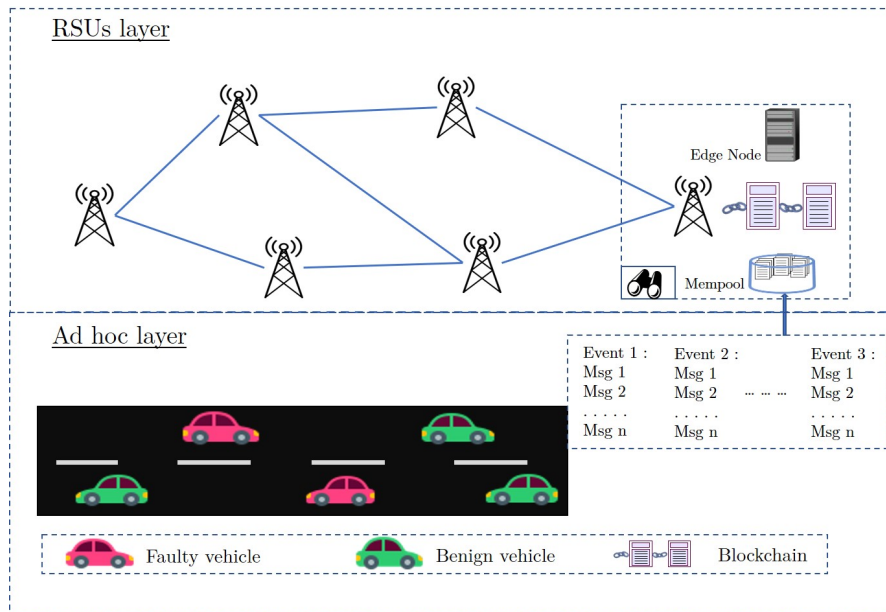 RSUs layer
Edge Node
Mempool
Ad hoc layer
Event 1 : Event 2 : Event 3 :
Msg 1 Msg 1 Msg 1
Msg 2 Msg 2 ... ... ... Msg 2
. . . . . . . . . . . . . . .
Msg n Msg n Msg n
Faulty vehicle Benign vehicle Blockchain